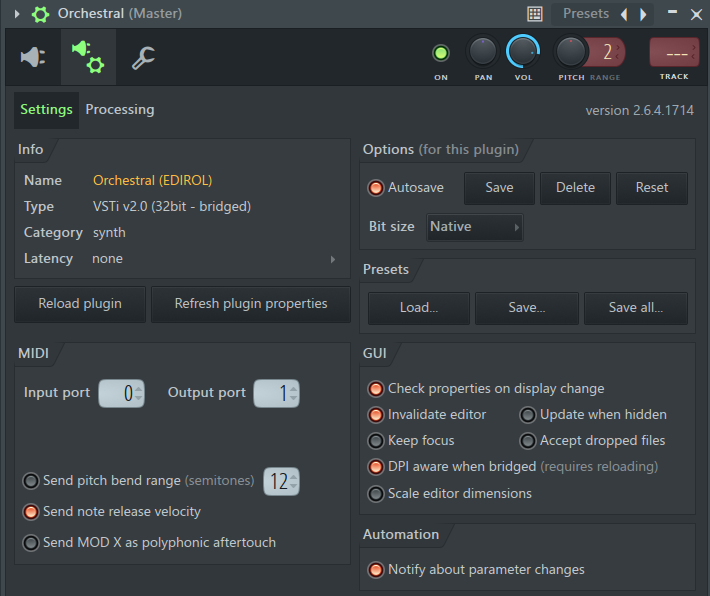 Orchestral (Master) Presets
2
---
ON PAN VOL PITCH RANGE TRACK
Settings Processing version 2.6.4.1714
Info
Name Orchestral (EDIROL)
Type VSTi v2.0 (32bit - bridged)
Category synth
Latency none
Reload plugin Refresh plugin properties
Options (for this plugin)
Autosave Save Delete Reset
Bit size Native
Presets
Load... Save... Save all...
MIDI
Input port 0 Output port 1
Send pitch bend range (semitones) 12
Send note release velocity
Send MOD X as polyphonic aftertouch
GUI
Check properties on display change
Invalidate editor Update when hidden
Keep focus Accept dropped files
DPI aware when bridged (requires reloading)
Scale editor dimensions
Automation
Notify about parameter changes